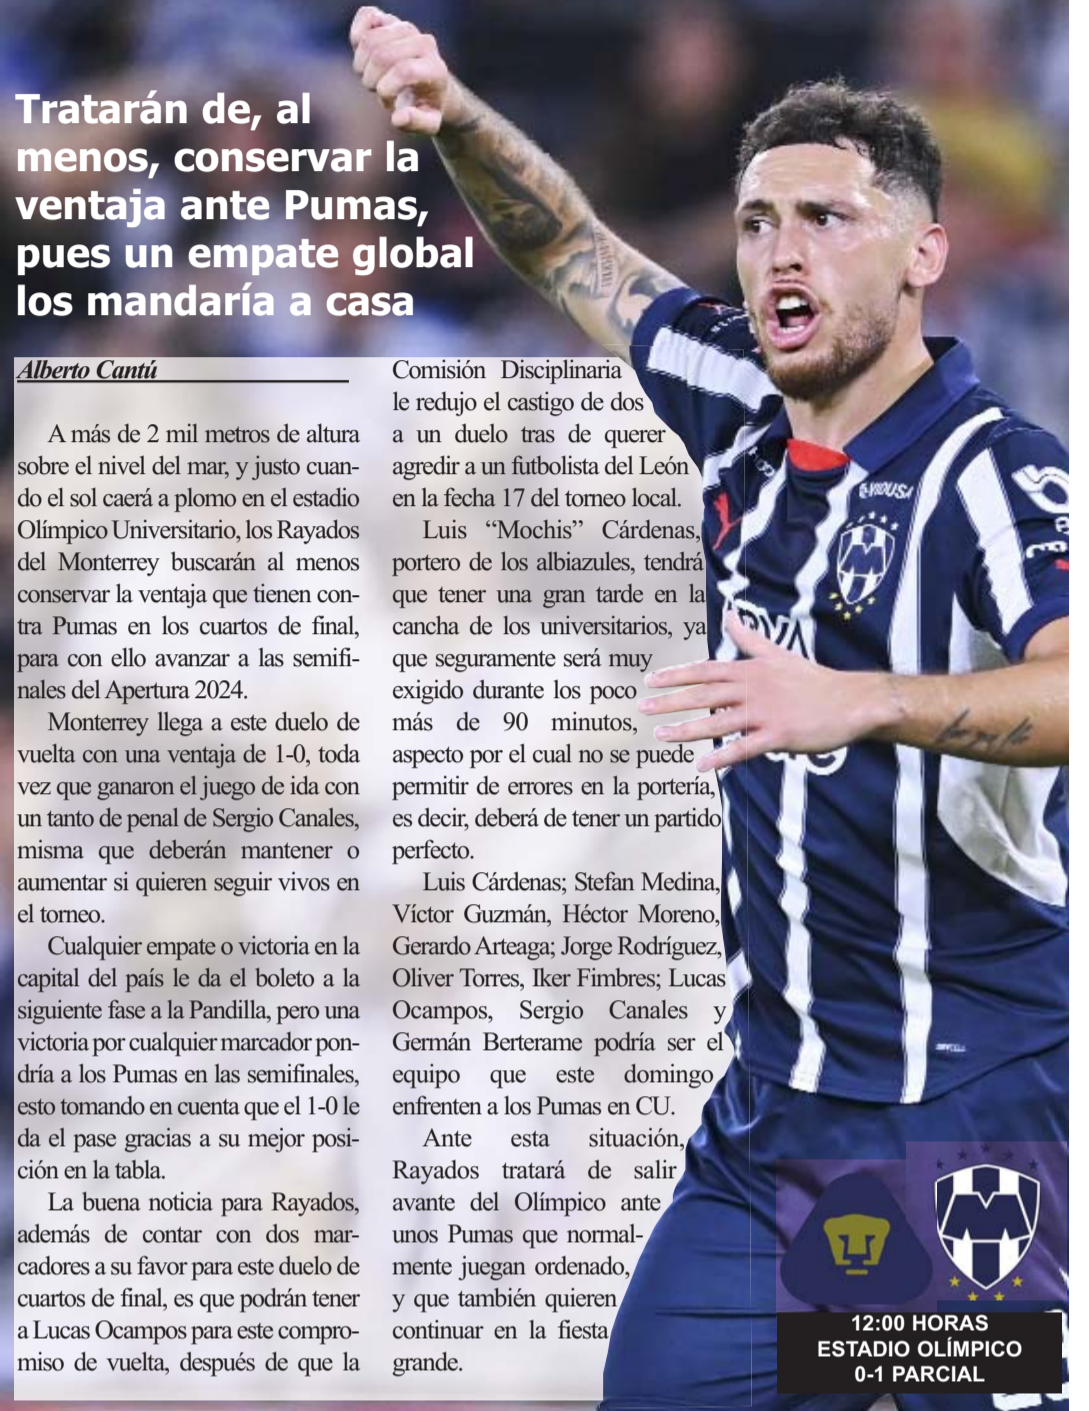 Tratarán de, al
menos, conservar la
ventaja ante Pumas,
pues un empate global
los mandaría a casa
Alberto Cantú
A más de 2 mil metros de altura
sobre el nivel del mar, y justo cuan-
do el sol caerá a plomo en el estadio
Olímpico Universitario, los Rayados
del Monterrey buscarán al menos
conservar la ventaja que tienen con-
tra Pumas en los cuartos de final,
para con ello avanzar a las semifi-
nales del Apertura 2024.
Monterrey llega a este duelo de
vuelta con una ventaja de 1-0, toda
vez que ganaron el juego de ida con
un tanto de penal de Sergio Canales,
misma que deberán mantener o
aumentar si quieren seguir vivos en
el torneo.
Cualquier empate o victoria en la
capital del país le da el boleto a la
siguiente fase a la Pandilla, pero una
victoria por cualquier marcador pon-
dría a los Pumas en las semifinales,
esto tomando en cuenta que el 1-0 le
da el pase gracias a su mejor posi-
ción en la tabla.
La buena noticia para Rayados,
además de contar con dos mar-
cadores a su favor para este duelo de
cuartos de final, es que podrán tener
a Lucas Ocampos para este compro-
miso de vuelta, después de que la
Comisión Disciplinaria
le redujo el castigo de dos
a un duelo tras de querer
agredir a un futbolista del León
en la fecha 17 del torneo local.
Luis “Mochis” Cárdenas,
portero de los albiazules, tendrá
que tener una gran tarde en la
cancha de los universitarios, ya
que seguramente será muy
exigido durante los poco
más de 90 minutos,
aspecto por el cual no se puede
permitir de errores en la portería,
es decir, deberá de tener un partido
perfecto.
Luis Cárdenas; Stefan Medina,
Víctor Guzmán, Héctor Moreno,
Gerardo Arteaga; Jorge Rodríguez,
Oliver Torres, Iker Fimbres; Lucas
Ocampos, Sergio Canales y
Germán Berterame podría ser el
equipo que este domingo
enfrenten a los Pumas en CU.
Ante esta situación,
Rayados tratará de salir
avante del Olímpico ante
unos Pumas que normal-
mente juegan ordenado,
y que también quieren
continuar en la fiesta
grande.
VIDUSA
12:00 HORAS
ESTADIO OLÍMPICO
0-1 PARCIAL